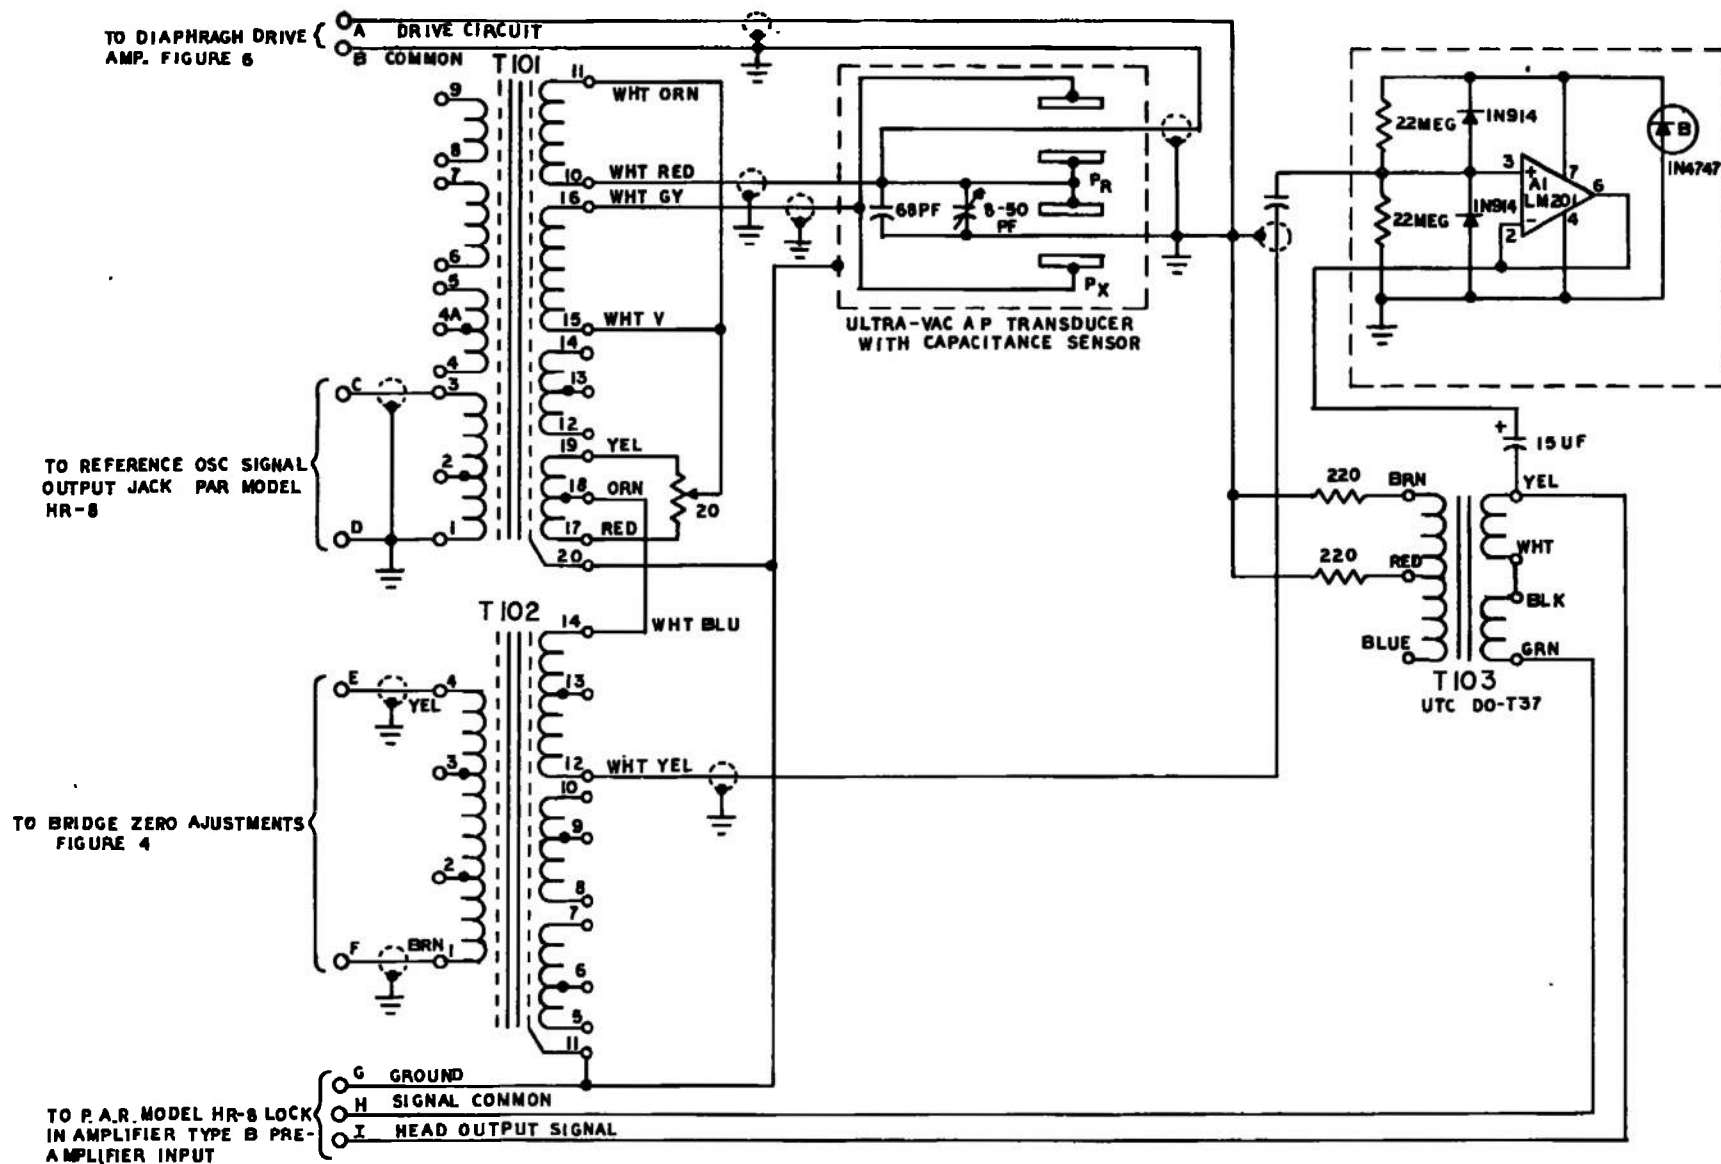 TO DIAPHRAGH DRIVE
AMP. FIGURE 6
A DRIVE CIRCUIT
B COMMON
T101
9
8
7
6
5
4A
4
3
2
1
11 WHT ORN
10 WHT RED
16 WHT GY
15 WHT V
14
13
12
19 YEL
18 ORN
17 RED
20
20
68PF
8-50
PF
PR
PX
ULTRA-VAC A P TRANSDUCER
WITH CAPACITANCE SENSOR
22MEG
1N914
22MEG
1N914
3
+
A1
LM201
-
2
7
6
4
B
1N4747
C
D
TO REFERENCE OSC SIGNAL
OUTPUT JACK PAR MODEL
HR-8
+
15UF
220
BRN
220
RED
BLUE
YEL
WHT
BLK
GRN
T103
UTC DO-T37
T102
E
F
4
YEL
3
2
BRN
1
TO BRIDGE ZERO AJUSTMENTS
FIGURE 4
14 WHT BLU
13
12 WHT YEL
10
9
8
7
6
5
11
G GROUND
H SIGNAL COMMON
I HEAD OUTPUT SIGNAL
TO P.A.R. MODEL HR-8 LOCK
IN AMPLIFIER TYPE B PRE-
AMPLIFIER INPUT